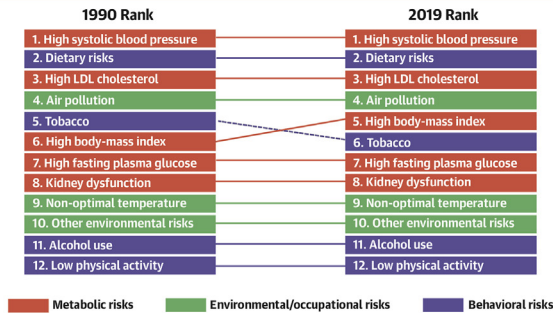 1990 Rank
2019 Rank
1. High systolic blood pressure
1. High systolic blood pressure
2. Dietary risks
2. Dietary risks
3. High LDL cholesterol
3. High LDL cholesterol
4. Air pollution
4. Air pollution
5. Tobacco
5. High body-mass index
6. High body-mass index
6. Tobacco
7. High fasting plasma glucose
7. High fasting plasma glucose
8. Kidney dysfunction
8. Kidney dysfunction
9. Non-optimal temperature
9. Non-optimal temperature
10. Other environmental risks
10. Other environmental risks
11. Alcohol use
11. Alcohol use
12. Low physical activity
12. Low physical activity
Metabolic risks
Environmental/occupational risks
Behavioral risks